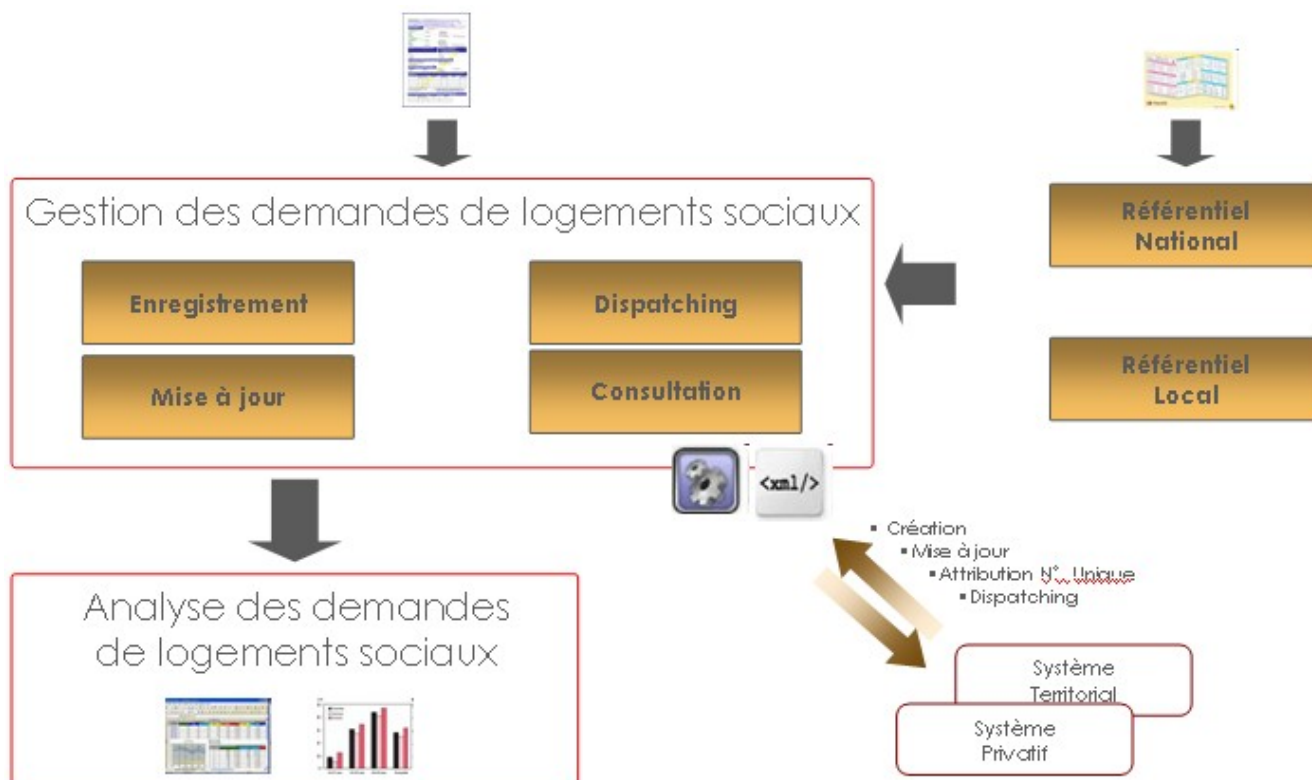 Gestion des demandes de logements sociaux
Enregistrement
Dispatching
Mise à jour
Consultation
Référentiel
National
Référentiel
Local
<xml/>
▪ Création
▪ Mise à jour
▪ Attribution N°. Unique
▪ Dispatching
Analyse des demandes
de logements sociaux
Système
Territorial
Système
Privatif